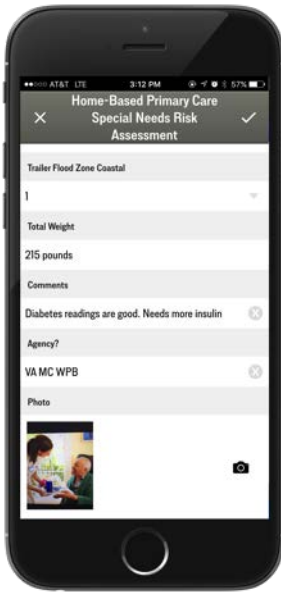 AT&T LTE 3:12 PM 57%
Home-Based Primary Care
Special Needs Risk
Assessment
Trailer Flood Zone Coastal
1
Total Weight
215 pounds
Comments
Diabetes readings are good. Needs more insulin
Agency?
VA MC WPB
Photo